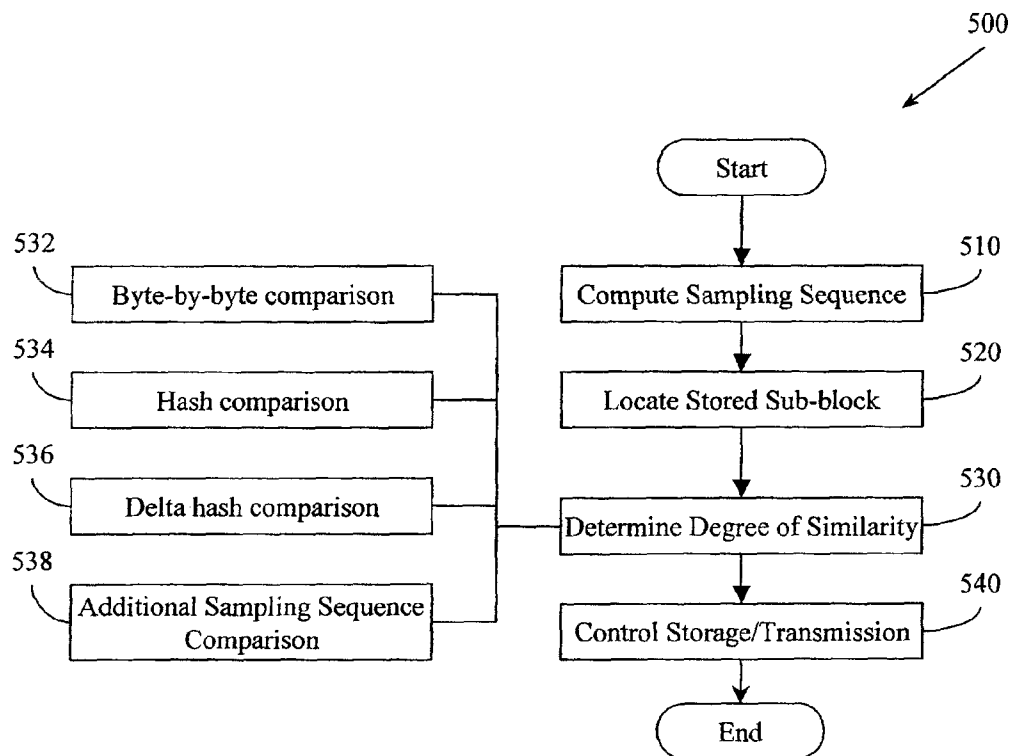 500
Start
532
510
Byte-by-byte comparison
Compute Sampling Sequence
534
520
Hash comparison
Locate Stored Sub-block
536
530
Delta hash comparison
Determine Degree of Similarity
538
540
Additional Sampling Sequence
Comparison
Control Storage/Transmission
End